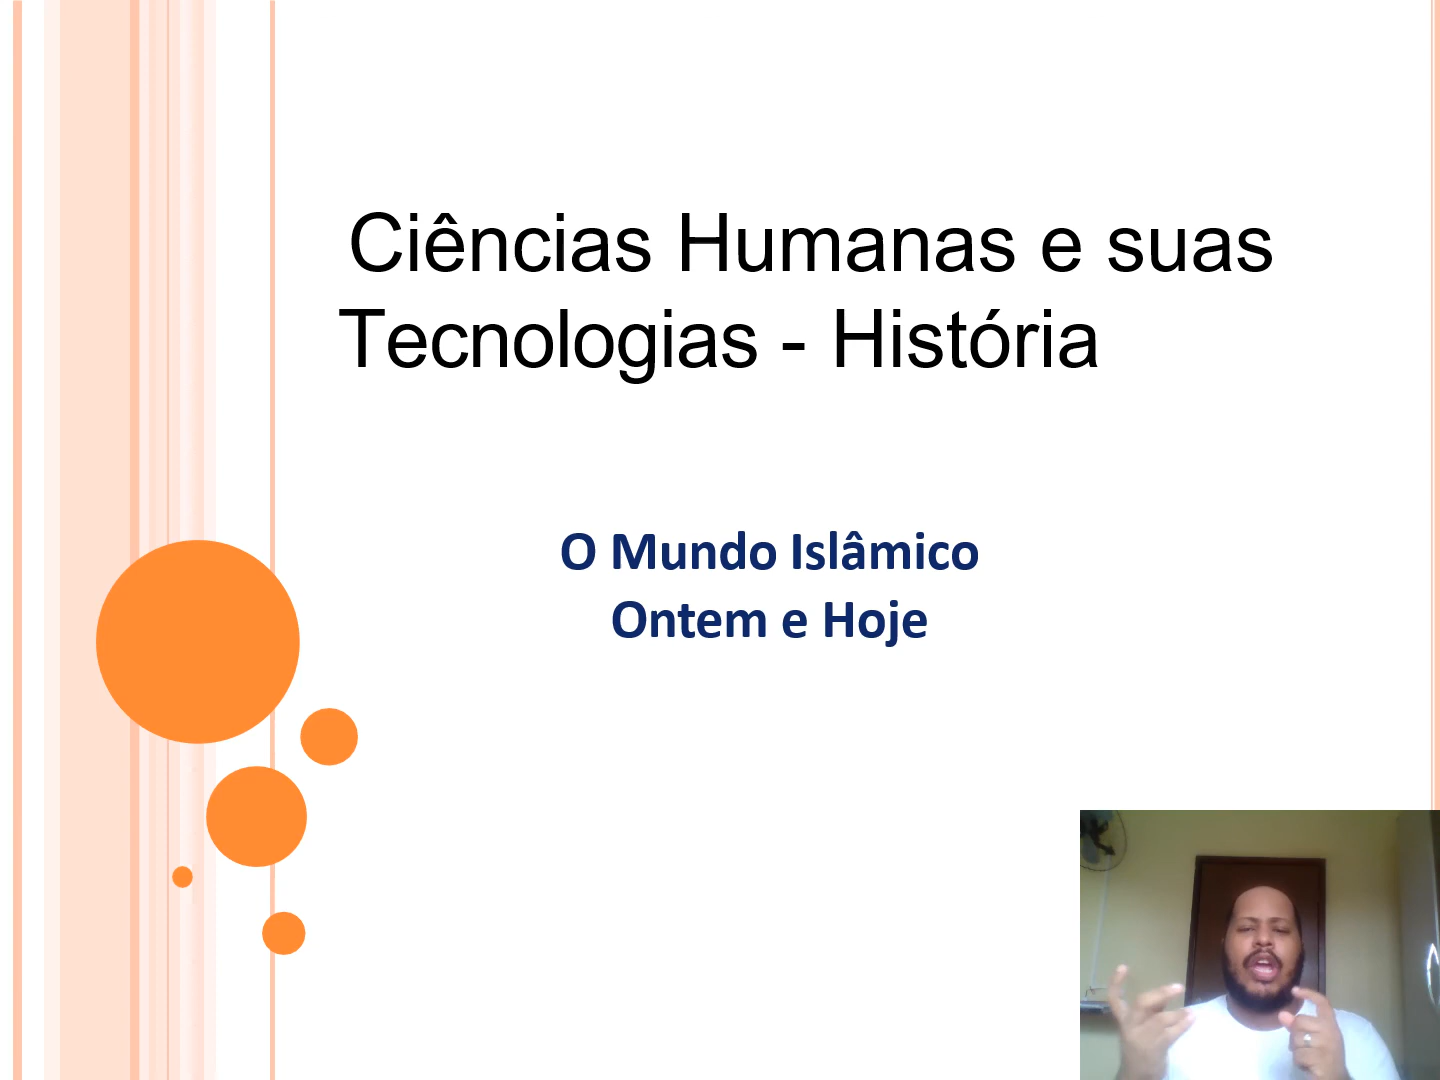 Ciências Humanas e suas
Tecnologias - História
O Mundo Islâmico
Ontem e Hoje